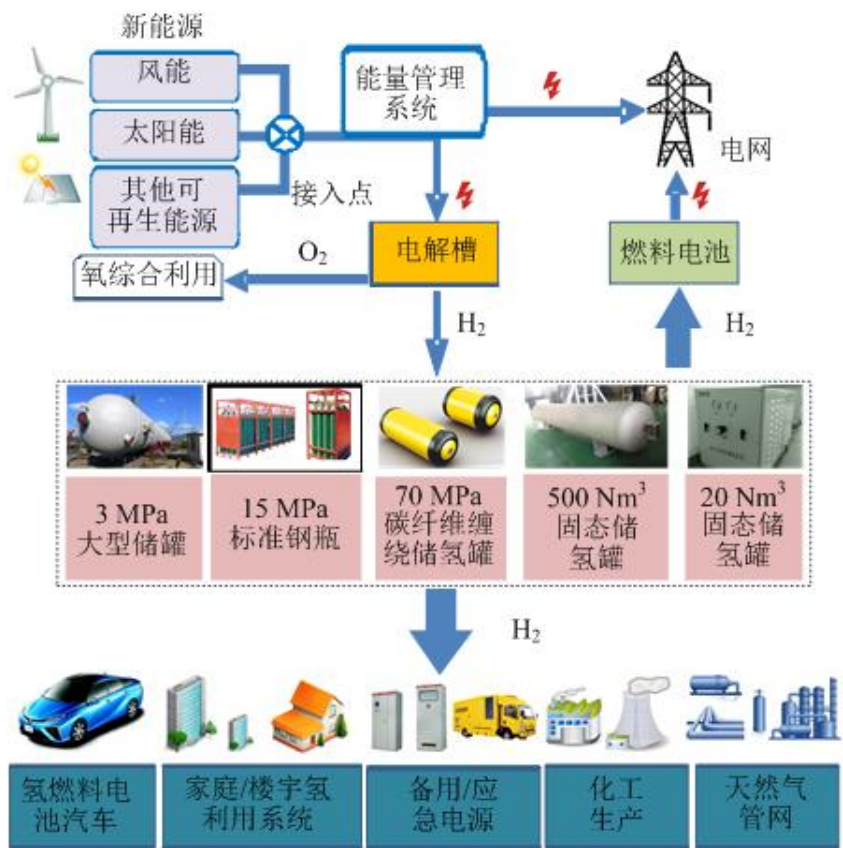 新能源
风能
太阳能
其他可
再生能源
接入点
能量管理
系统
电网
电解槽
燃料电池
O₂
氧综合利用
H₂
H₂
3 MPa
大型储罐
15 MPa
标准钢瓶
70 MPa
碳纤维缠
绕储氢罐
500 Nm³
固态储
氢罐
20 Nm³
固态储
氢罐
H₂
氢燃料电
池汽车
家庭/楼宇氢
利用系统
备用/应
急电源
化工
生产
天然气
管网